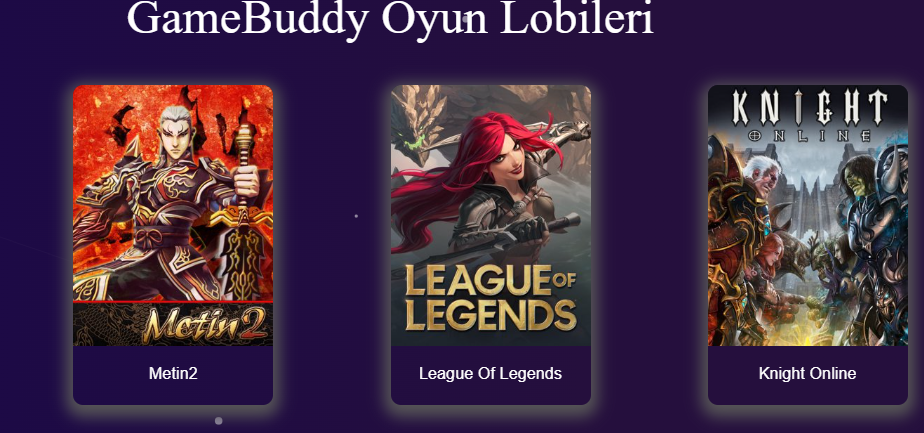 GameBuddy Oyun Lobileri
Metin2
LEAGUE OF
LEGENDS
KNIGHT
ONLINE
Metin2
League Of Legends
Knight Online